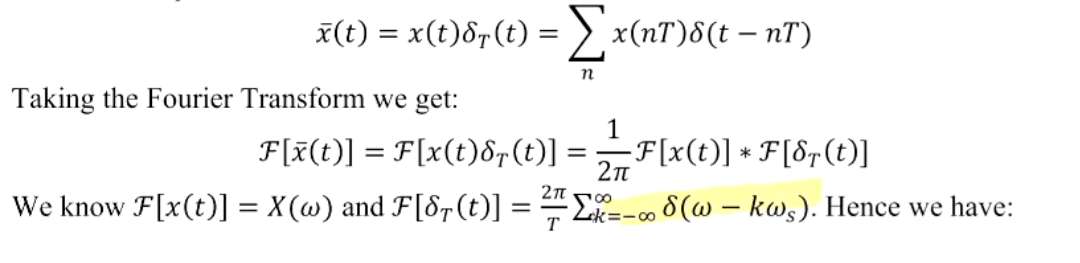 x̄(t) = x(t)δ_T(t) = ∑_n x(nT)δ(t − nT)
Taking the Fourier Transform we get:
ℱ[x̄(t)] = ℱ[x(t)δ_T(t)] = 1/2π ℱ[x(t)] ∗ ℱ[δ_T(t)]
We know ℱ[x(t)] = X(ω) and ℱ[δ_T(t)] = 2π/T ∑_{k=−∞}^{∞} δ(ω − kω_s). Hence we have: